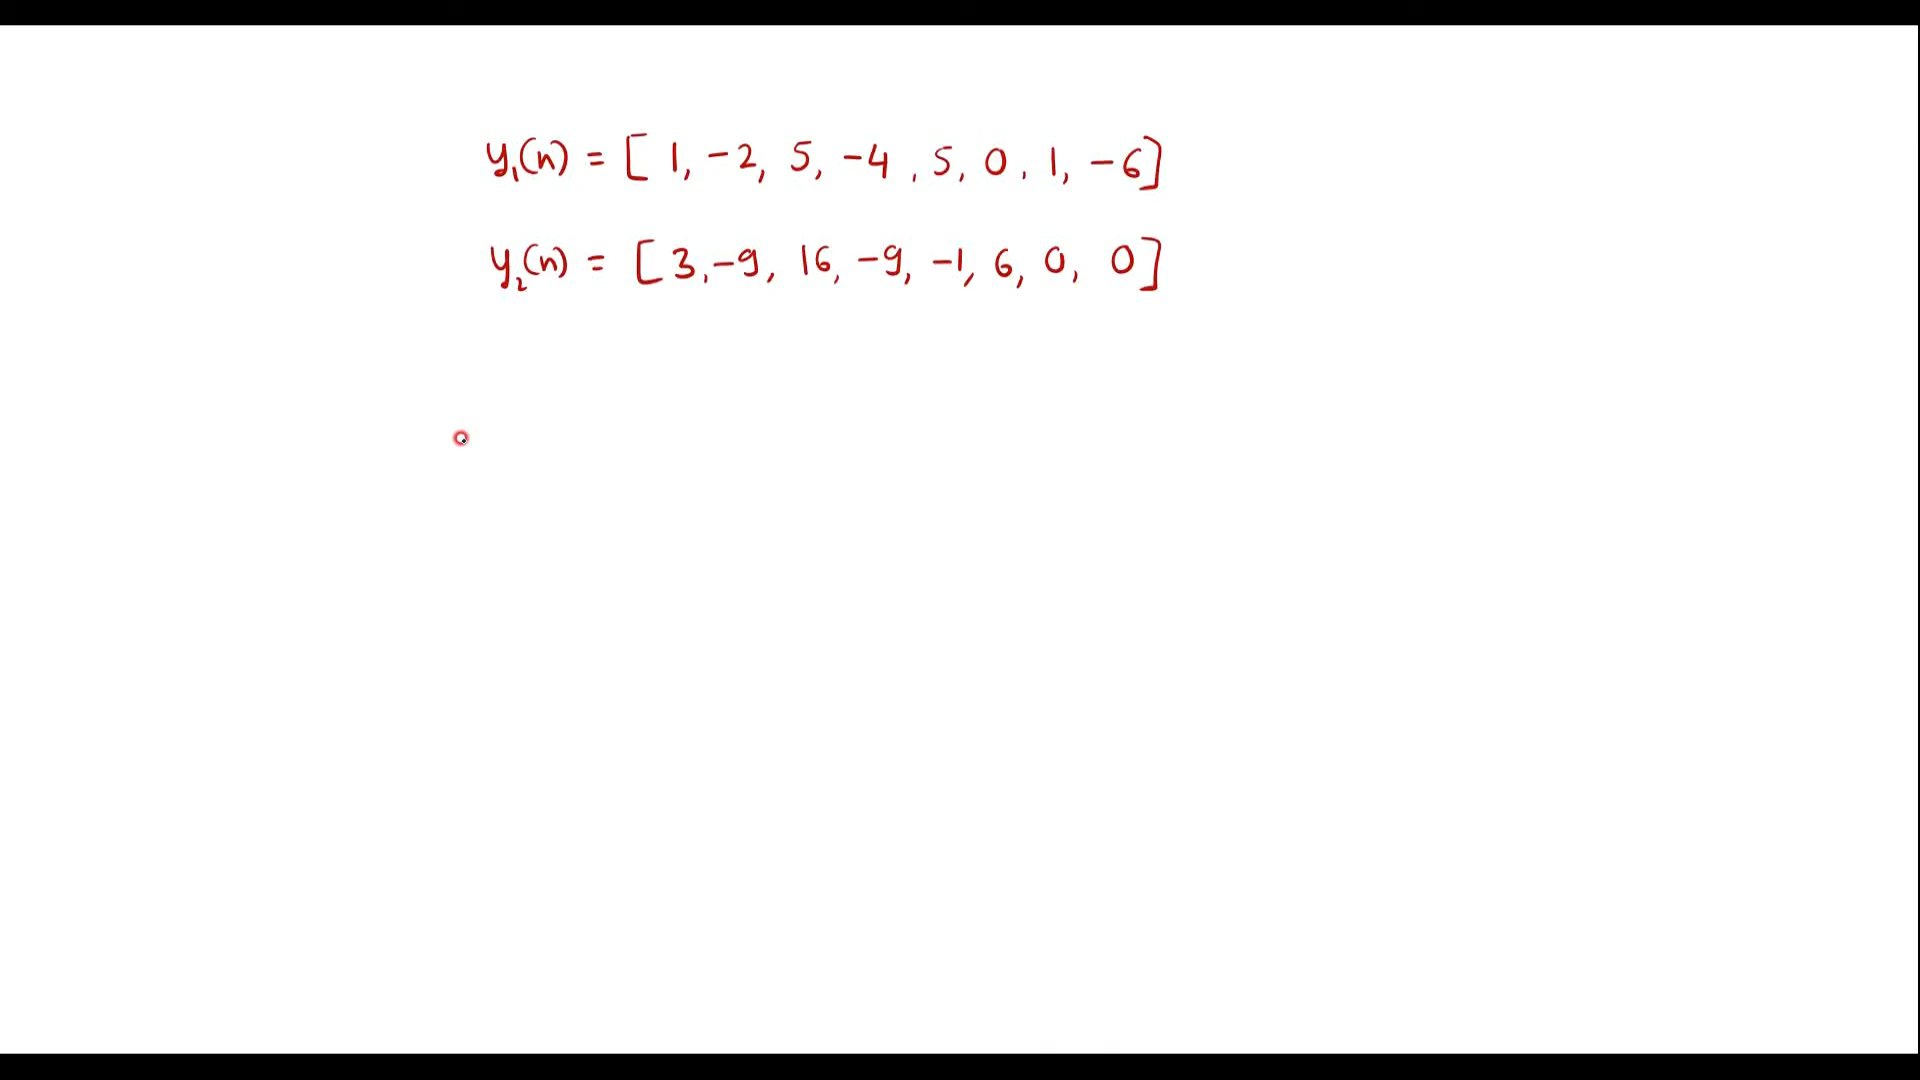 y₁(n) = [ 1, -2, 5, -4, 5, 0, 1, -6]
y₂(n) = [3, -9, 16, -9, -1, 6, 0, 0]